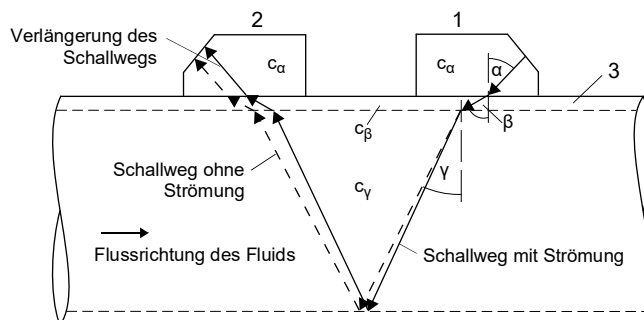 2
1
Verlängerung des
Schallwegs
cα
cα
α
3
cβ
β
Schallweg ohne
Strömung
cγ
γ
Flussrichtung des Fluids
Schallweg mit Strömung